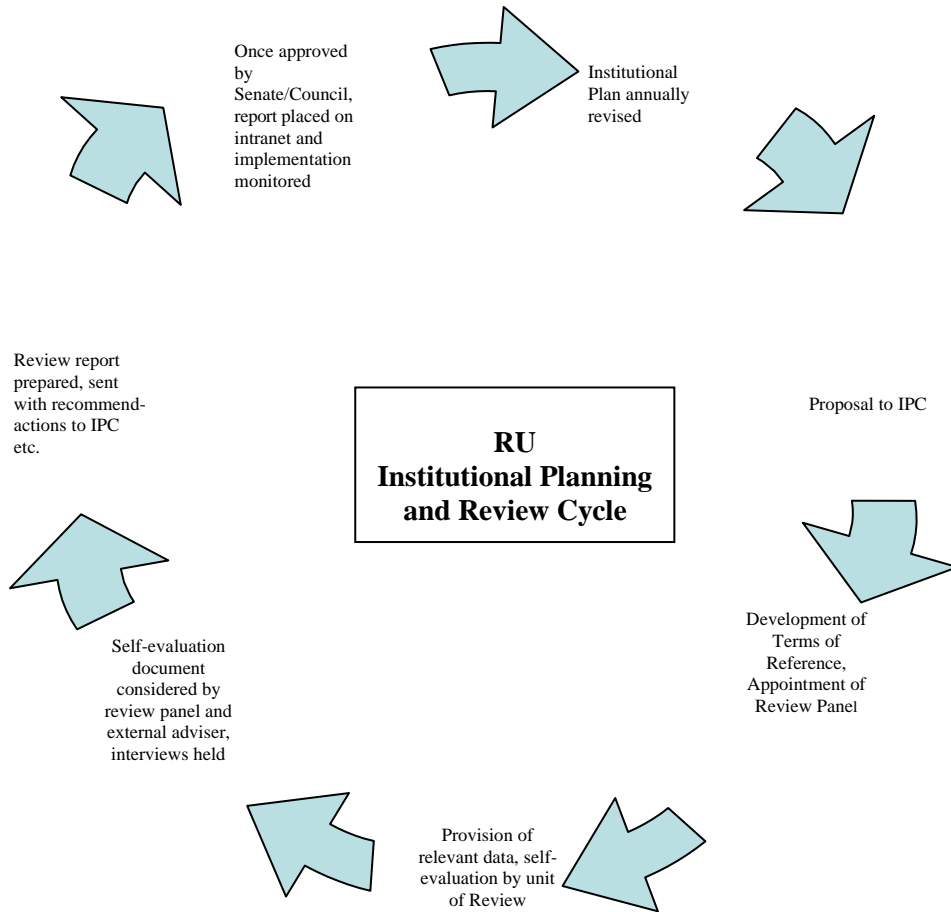 Once approved
by
Senate/Council,
report placed on
intranet and
implementation
monitored
Institutional
Plan annually
revised
Proposal to IPC
Development of
Terms of
Reference,
Appointment of
Review Panel
Provision of
relevant data, self-
evaluation by unit
of Review
Self-evaluation
document
considered by
review panel and
external adviser,
interviews held
Review report
prepared, sent
with recommend-
actions to IPC
etc.
RU
Institutional Planning
and Review Cycle